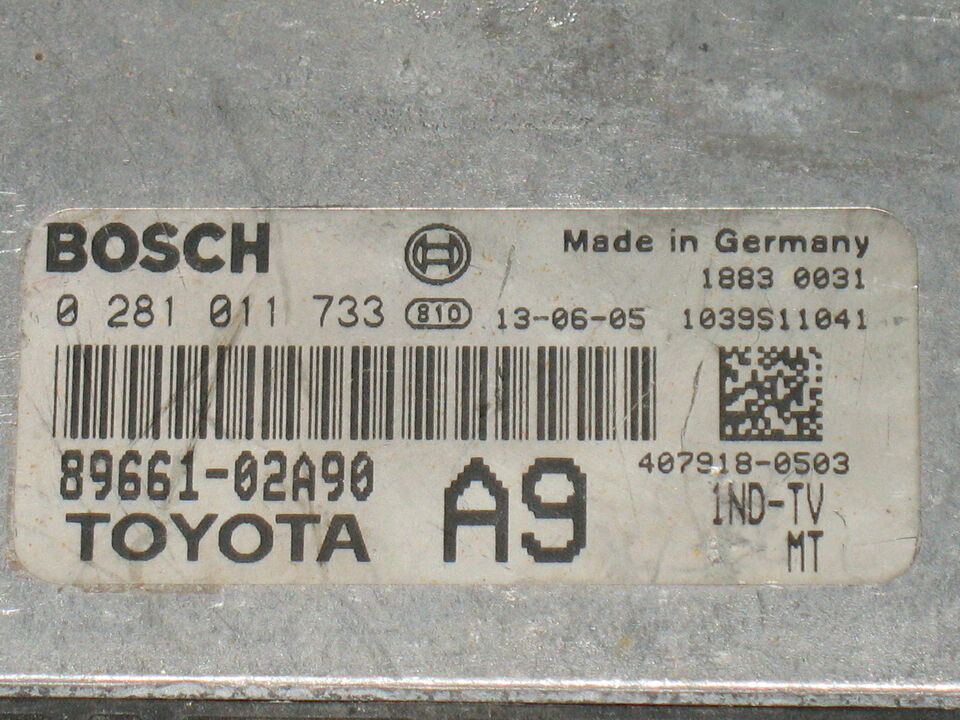 BOSCH
Made in Germany
1883 0031
0 281 011 733 810 13-06-05 1039S11041
89661-02A90
A9
407918-0503
TOYOTA
1ND-TV
MT